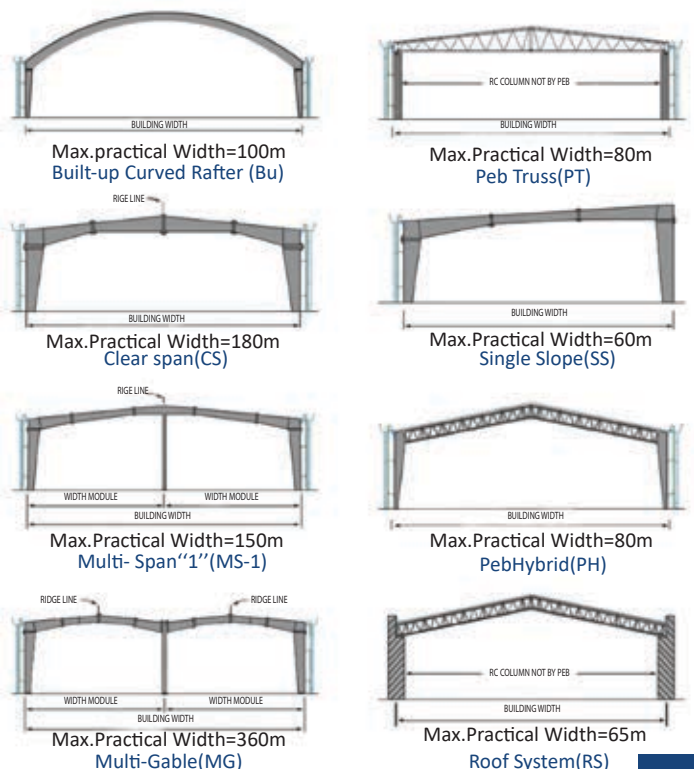 BUILDING WIDTH
Max.practical Width=100m
Built-up Curved Rafter (Bu)
RC COLUMN NOT BY PEB
BUILDING WIDTH
Max.Practical Width=80m
Peb Truss(PT)
RIGE LINE
BUILDING WIDTH
Max.Practical Width=180m
Clear span(CS)
BUILDING WIDTH
Max.Practical Width=60m
Single Slope(SS)
RIGE LINE
WIDTH MODULE
WIDTH MODULE
BUILDING WIDTH
Max.Practical Width=150m
Multi- Span‘‘1’’(MS-1)
BUILDING WIDTH
Max.Practical Width=80m
PebHybrid(PH)
RIDGE LINE
RIDGE LINE
WIDTH MODULE
WIDTH MODULE
BUILDING WIDTH
Max.Practical Width=360m
Multi-Gable(MG)
RC COLUMN NOT BY PEB
BUILDING WIDTH
Max.Practical Width=65m
Roof System(RS)